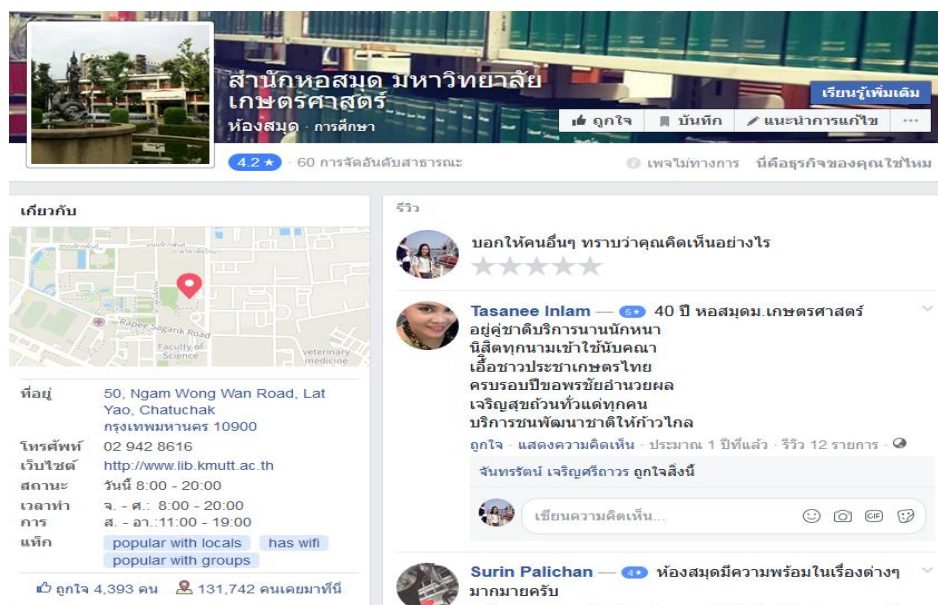 สำนักหอสมุด มหาวิทยาลัย
เกษตรศาสตร์
ห้องสมุด · การศึกษา
เรียนรู้เพิ่มเติม
ถูกใจ
บันทึก
แนะนำการแก้ไข
4.2 ★ · 60 การจัดอันดับสาธารณะ
เพจไม่ทางการ นี่คือธุรกิจของคุณใช่ไหม
เกี่ยวกับ
Rapee Sagarik Road
Faculty of
Science
veterinary
medicine
ที่อยู่ 50, Ngam Wong Wan Road, Lat
Yao, Chatuchak
กรุงเทพมหานคร 10900
โทรศัพท์ 02 942 8616
เว็บไซต์ http://www.lib.kmutt.ac.th
สถานะ วันนี้ 8:00 - 20:00
เวลาทำ จ. - ศ.: 8:00 - 20:00
การ ส. - อา.:11:00 - 19:00
แท็ก popular with locals has wifi
popular with groups
ถูกใจ 4,393 คน 131,742 คนเคยมาที่นี่
รีวิว
บอกให้คนอื่นๆ ทราบว่าคุณคิดเห็นอย่างไร
Tasanee Inlam — 5★ 40 ปี หอสมุดม.เกษตรศาสตร์
อยู่คู่ชาติบริการนานนักหนา
นิสิตทุกนามเข้าใช้นับคณา
เอื้อชาวประชาเกษตรไทย
ครบรอบปีขอพรชัยอำนวยผล
เจริญสุขถ้วนทั่วแด่ทุกคน
บริการชนพัฒนาชาติให้ก้าวไกล
ถูกใจ · แสดงความคิดเห็น · ประมาณ 1 ปีที่แล้ว · รีวิว 12 รายการ ·
จันทรรัตน์ เจริญศรีถาวร ถูกใจสิ่งนี้
เขียนความคิดเห็น...
GIF
Surin Palichan — 4★ ห้องสมุดมีความพร้อมในเรื่องต่างๆ
มากมายครับ